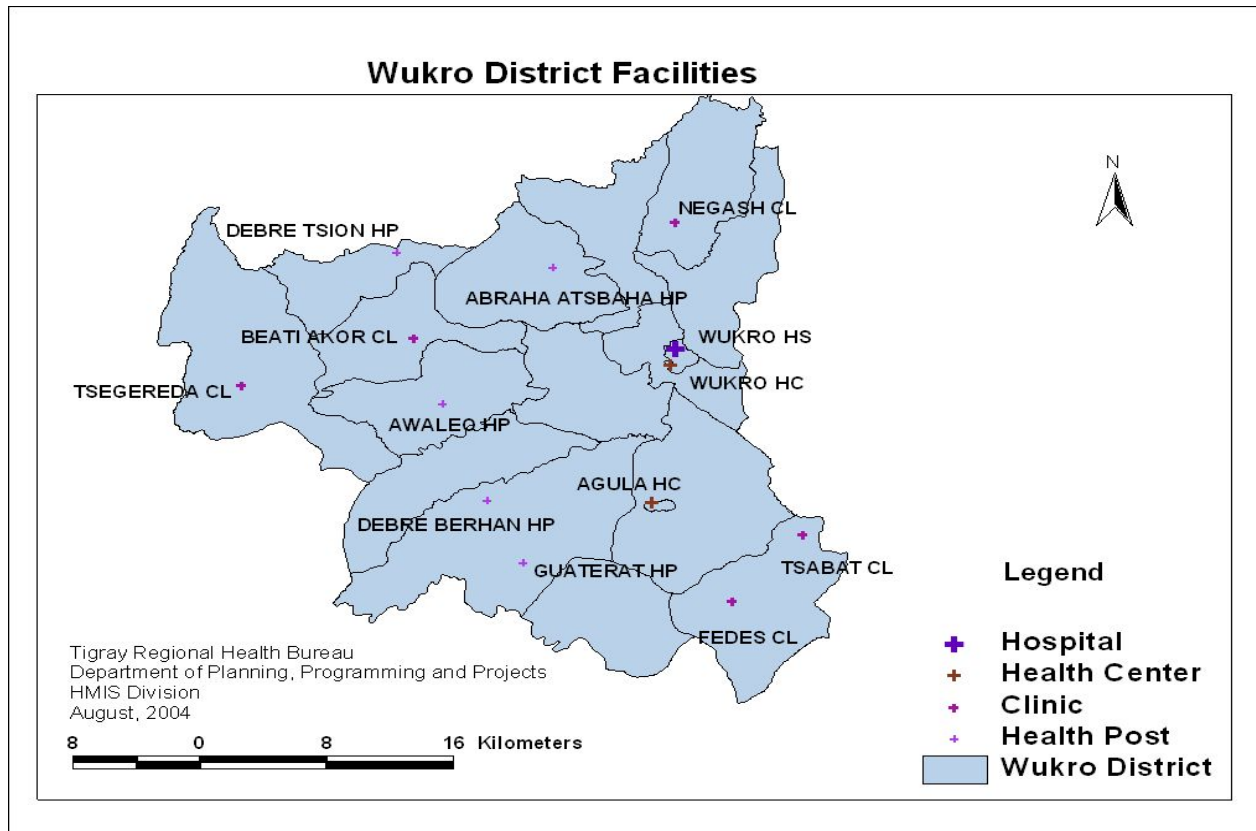 Wukro District Facilities
N
NEGASH CL
DEBRE TSION HP
ABRAHA ATSBAHA HP
BEATI AKOR CL
WUKRO HS
WUKRO HC
TSEGEREDA CL
AWALEO HP
AGULA HC
DEBRE BERHAN HP
TSABAT CL
GUATERAT HP
FEDES CL
Legend
Hospital
Health Center
Clinic
Health Post
Wukro District
Tigray Regional Health Bureau
Department of Planning, Programming and Projects
HMIS Division
August, 2004
8 0 8 16 Kilometers